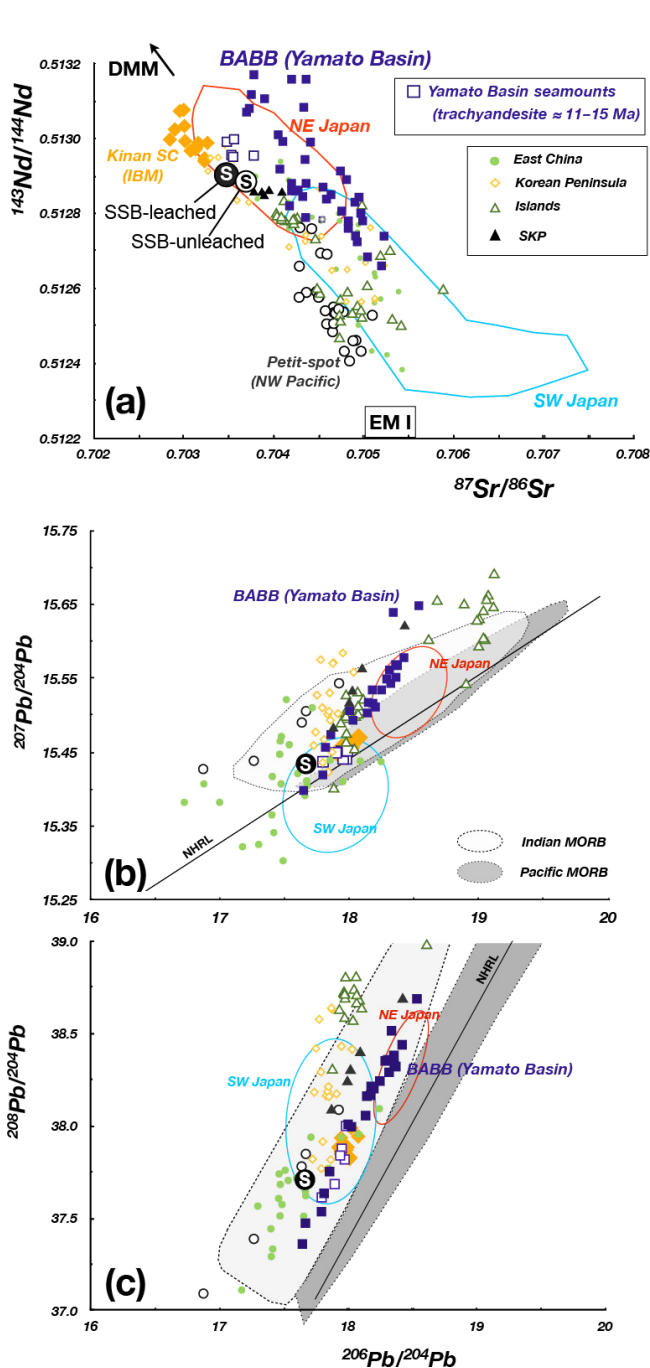 0.5132
DMM
BABB (Yamato Basin)
143Nd/144Nd
Yamato Basin seamounts
(trachyandesite ≈ 11–15 Ma)
NE Japan
0.5130
Kinan SC
(IBM)
East China
Korean Peninsula
Islands
SKP
S
S
SSB-leached
SSB-unleached
0.5128
0.5126
0.5124
Petit-spot
(NW Pacific)
SW Japan
(a)
EM I
0.5122
0.702
0.703
0.704
0.705
0.706
0.707
0.708
87Sr/86Sr
15.75
15.65
BABB (Yamato Basin)
NE Japan
207Pb/204Pb
15.55
15.45
S
15.35
SW Japan
NHRL
Indian MORB
Pacific MORB
(b)
15.25
16
17
18
19
20
39.0
NHRL
38.5
NE Japan
208Pb/204Pb
SW Japan
BABB (Yamato Basin)
38.0
S
37.5
(c)
37.0
16
17
18
19
20
206Pb/204Pb